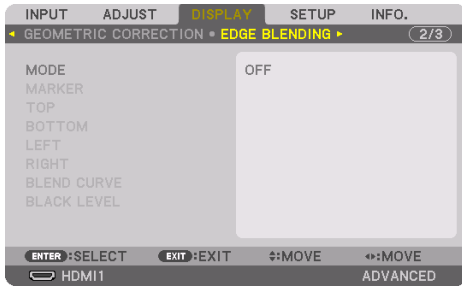 INPUT ADJUST DISPLAY SETUP INFO.
GEOMETRIC CORRECTION • EDGE BLENDING 2/3
MODE OFF
MARKER
TOP
BOTTOM
LEFT
RIGHT
BLEND CURVE
BLACK LEVEL
ENTER :SELECT EXIT :EXIT :MOVE :MOVE
HDMI1 ADVANCED